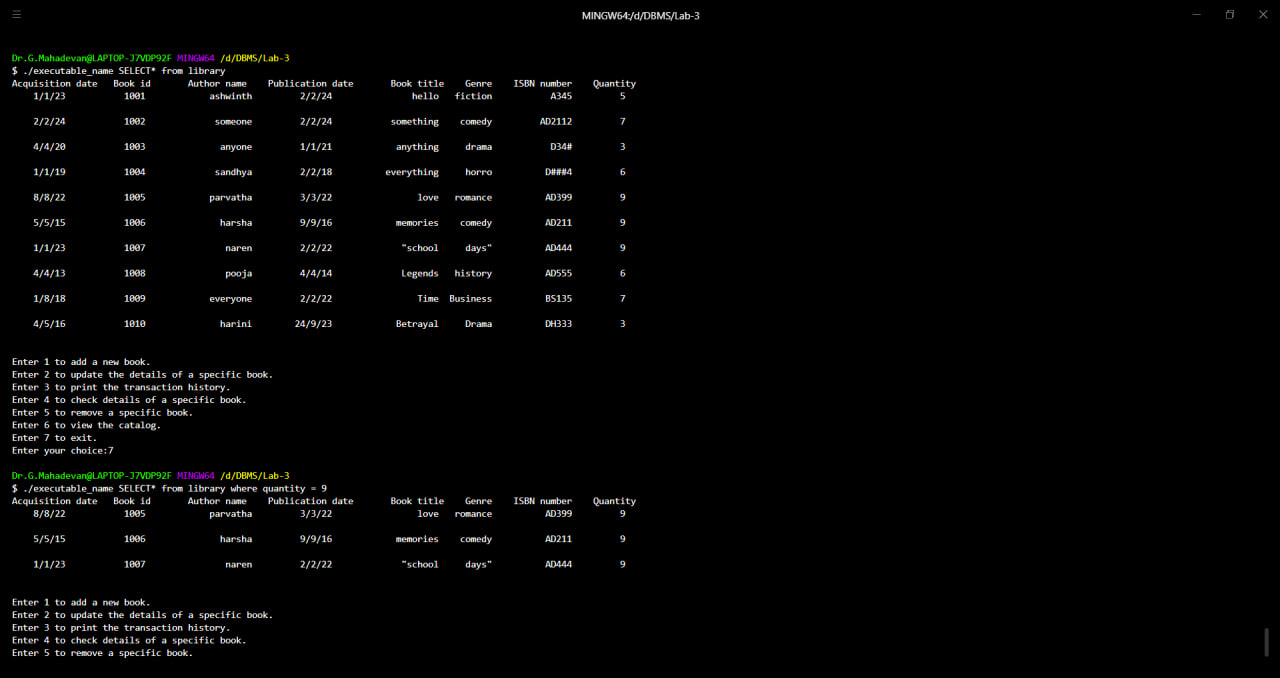 MINGW64:/d/DBMS/Lab-3
Dr.G.Mahadevan@LAPTOP-J7VDP92F MINGW64 /d/DBMS/Lab-3
$ ./executable_name SELECT* from library
Acquisition date Book id Author name Publication date Book title Genre ISBN number Quantity
1/1/23 1001 ashwinth 2/2/24 hello fiction A345 5
2/2/24 1002 someone 2/2/24 something comedy AD2112 7
4/4/20 1003 anyone 1/1/21 anything drama D34# 3
1/1/19 1004 sandhya 2/2/18 everything horro D###4 6
8/8/22 1005 parvatha 3/3/22 love romance AD399 9
5/5/15 1006 harsha 9/9/16 memories comedy AD211 9
1/1/23 1007 naren 2/2/22 "school days" AD444 9
4/4/13 1008 pooja 4/4/14 Legends history AD555 6
1/8/18 1009 everyone 2/2/22 Time Business BS135 7
4/5/16 1010 harini 24/9/23 Betrayal Drama DH333 3
Enter 1 to add a new book.
Enter 2 to update the details of a specific book.
Enter 3 to print the transaction history.
Enter 4 to check details of a specific book.
Enter 5 to remove a specific book.
Enter 6 to view the catalog.
Enter 7 to exit.
Enter your choice:7
Dr.G.Mahadevan@LAPTOP-J7VDP92F MINGW64 /d/DBMS/Lab-3
$ ./executable_name SELECT* from library where quantity = 9
Acquisition date Book id Author name Publication date Book title Genre ISBN number Quantity
8/8/22 1005 parvatha 3/3/22 love romance AD399 9
5/5/15 1006 harsha 9/9/16 memories comedy AD211 9
1/1/23 1007 naren 2/2/22 "school days" AD444 9
Enter 1 to add a new book.
Enter 2 to update the details of a specific book.
Enter 3 to print the transaction history.
Enter 4 to check details of a specific book.
Enter 5 to remove a specific book.